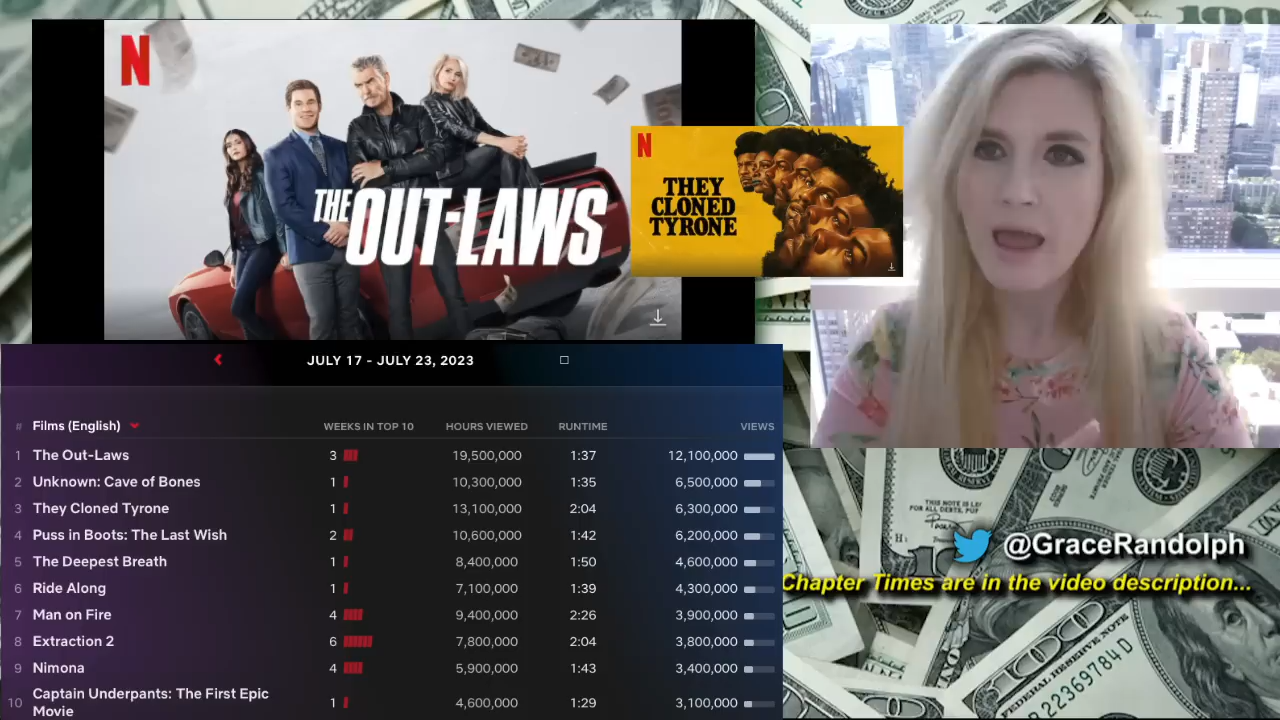 N
THE
OUT-LAWS
N
THEY
CLONED
TYRONE
JULY 17 - JULY 23, 2023
# Films (English) WEEKS IN TOP 10 HOURS VIEWED RUNTIME VIEWS
1 The Out-Laws 3 19,500,000 1:37 12,100,000
2 Unknown: Cave of Bones 1 10,300,000 1:35 6,500,000
3 They Cloned Tyrone 1 13,100,000 2:04 6,300,000
4 Puss in Boots: The Last Wish 2 10,600,000 1:42 6,200,000
5 The Deepest Breath 1 8,400,000 1:50 4,600,000
6 Ride Along 1 7,100,000 1:39 4,300,000
7 Man on Fire 4 9,400,000 2:26 3,900,000
8 Extraction 2 6 7,800,000 2:04 3,800,000
9 Nimona 4 5,900,000 1:43 3,400,000
10 Captain Underpants: The First Epic
Movie 1 4,600,000 1:29 3,100,000
100
@GraceRandolph
Chapter Times are in the video description...
100
FEDERAL RESERVE NOTE